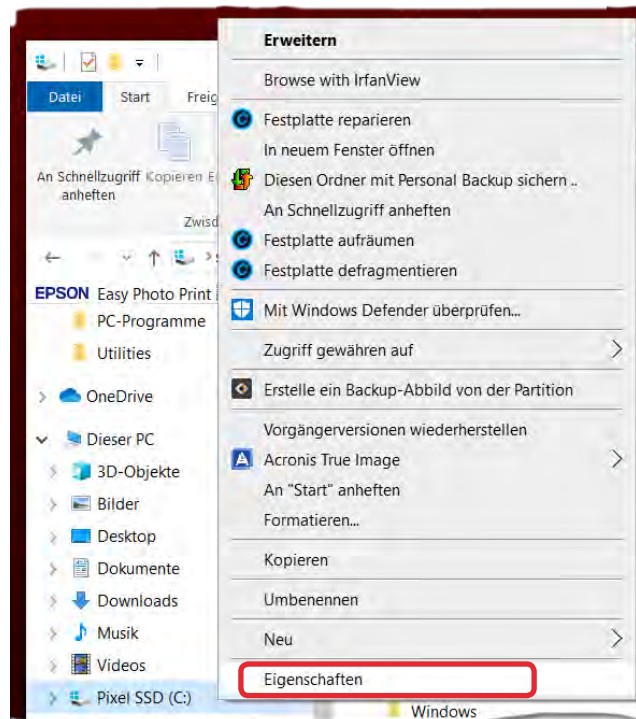 Datei Start Freig
An Schnellzugriff anheften
Kopieren
Zwisc
EPSON Easy Photo Print
PC-Programme
Utilities
OneDrive
Dieser PC
3D-Objekte
Bilder
Desktop
Dokumente
Downloads
Musik
Videos
Pixel SSD (C:)
Erweitern
Browse with IrfanView
Festplatte reparieren
In neuem Fenster öffnen
Diesen Ordner mit Personal Backup sichern ..
An Schnellzugriff anheften
Festplatte aufräumen
Festplatte defragmentieren
Mit Windows Defender überprüfen...
Zugriff gewähren auf
Erstelle ein Backup-Abbild von der Partition
Vorgängerversionen wiederherstellen
Acronis True Image
An "Start" anheften
Formatieren...
Kopieren
Umbenennen
Neu
Eigenschaften
Windows